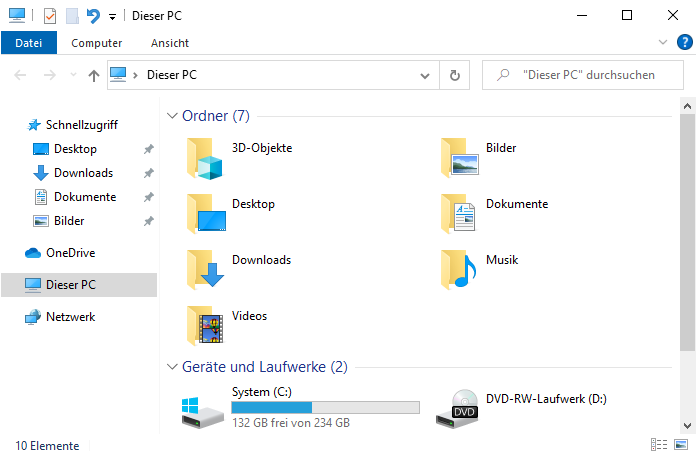 Dieser PC
Datei Computer Ansicht
Dieser PC "Dieser PC" durchsuchen
Schnellzugriff
Desktop
Downloads
Dokumente
Bilder
OneDrive
Dieser PC
Netzwerk
Ordner (7)
3D-Objekte Bilder
Desktop Dokumente
Downloads Musik
Videos
Geräte und Laufwerke (2)
System (C:)
132 GB frei von 234 GB
DVD
DVD-RW-Laufwerk (D:)
10 Elemente